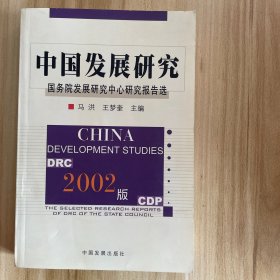 中国发展研究
国务院发展研究中心研究报告选
■ 马 洪 王梦奎 主编
CHINA
DEVELOPMENT STUDIES
DRC
2002版
CDP
THE SELECTED RESEARCH REPORTS
OF DRC OF THE STATE COUNCIL
中国发展出版社